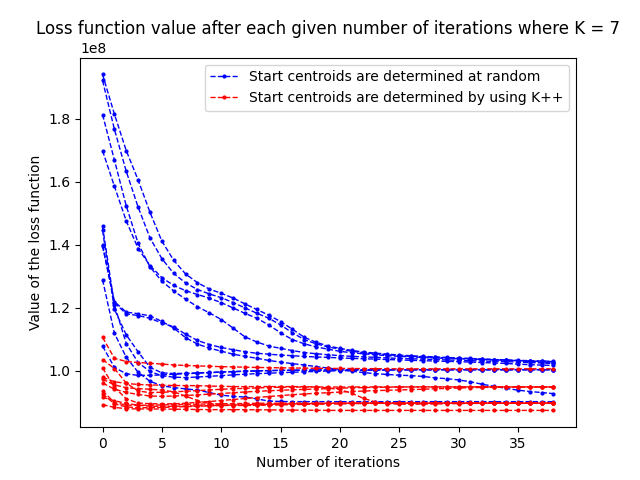 Loss function value after each given number of iterations where K = 7
1e8
Start centroids are determined at random
Start centroids are determined by using K++
1.8
1.6
1.4
1.2
1.0
Value of the loss function
0 5 10 15 20 25 30 35
Number of iterations